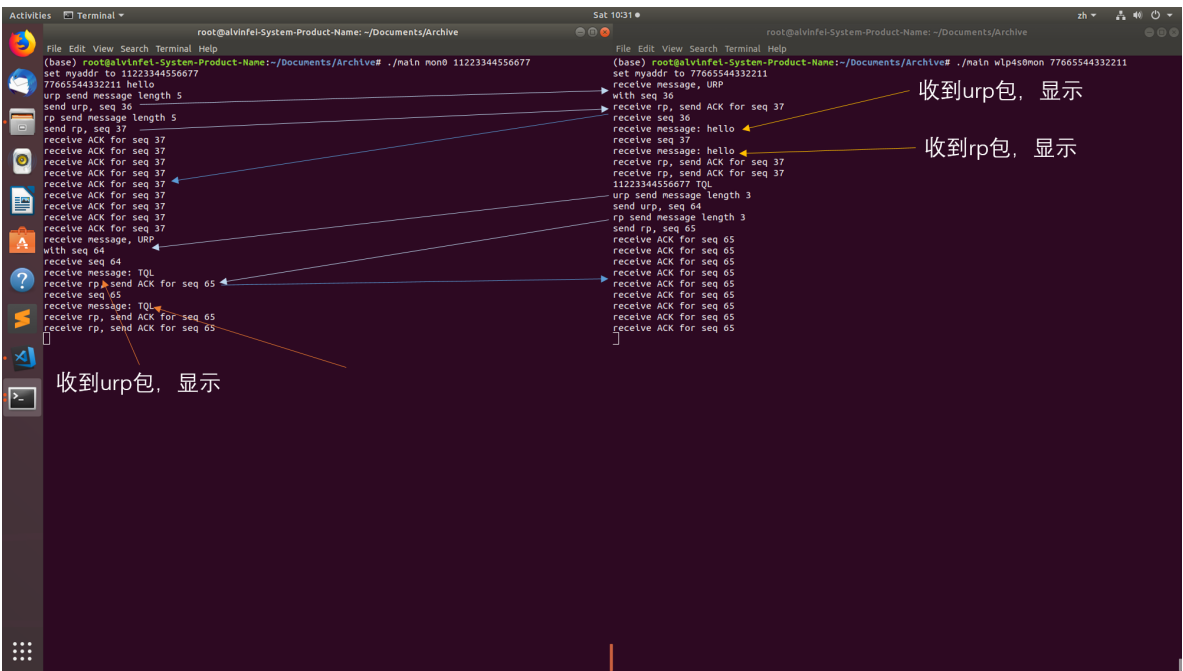 Activities Terminal Sat 10:31 zh
root@alvinfei-System-Product-Name: ~/Documents/Archive
File Edit View Search Terminal Help
(base) root@alvinfei-System-Product-Name:~/Documents/Archive# ./main mon0 11223344556677
set myaddr to 11223344556677
77665544332211 hello
urp send message length 5
send urp, seq 36
rp send message length 5
send rp, seq 37
receive ACK for seq 37
receive ACK for seq 37
receive ACK for seq 37
receive ACK for seq 37
receive ACK for seq 37
receive ACK for seq 37
receive ACK for seq 37
receive ACK for seq 37
receive ACK for seq 37
receive message, URP
with seq 64
receive seq 64
receive message: TQL
receive rp, send ACK for seq 65
receive seq 65
receive message: TQL
receive rp, send ACK for seq 65
receive rp, send ACK for seq 65
收到urp包，显示
root@alvinfei-System-Product-Name: ~/Documents/Archive
File Edit View Search Terminal Help
(base) root@alvinfei-System-Product-Name:~/Documents/Archive# ./main wlp4s0mon 77665544332211
set myaddr to 77665544332211
receive message, URP
with seq 36
receive rp, send ACK for seq 37
receive seq 36
receive message: hello
receive seq 37
receive message: hello
receive rp, send ACK for seq 37
receive rp, send ACK for seq 37
11223344556677 TQL
urp send message length 3
send urp, seq 64
rp send message length 3
send rp, seq 65
receive ACK for seq 65
receive ACK for seq 65
receive ACK for seq 65
receive ACK for seq 65
receive ACK for seq 65
receive ACK for seq 65
receive ACK for seq 65
receive ACK for seq 65
receive ACK for seq 65
收到urp包，显示
收到rp包，显示